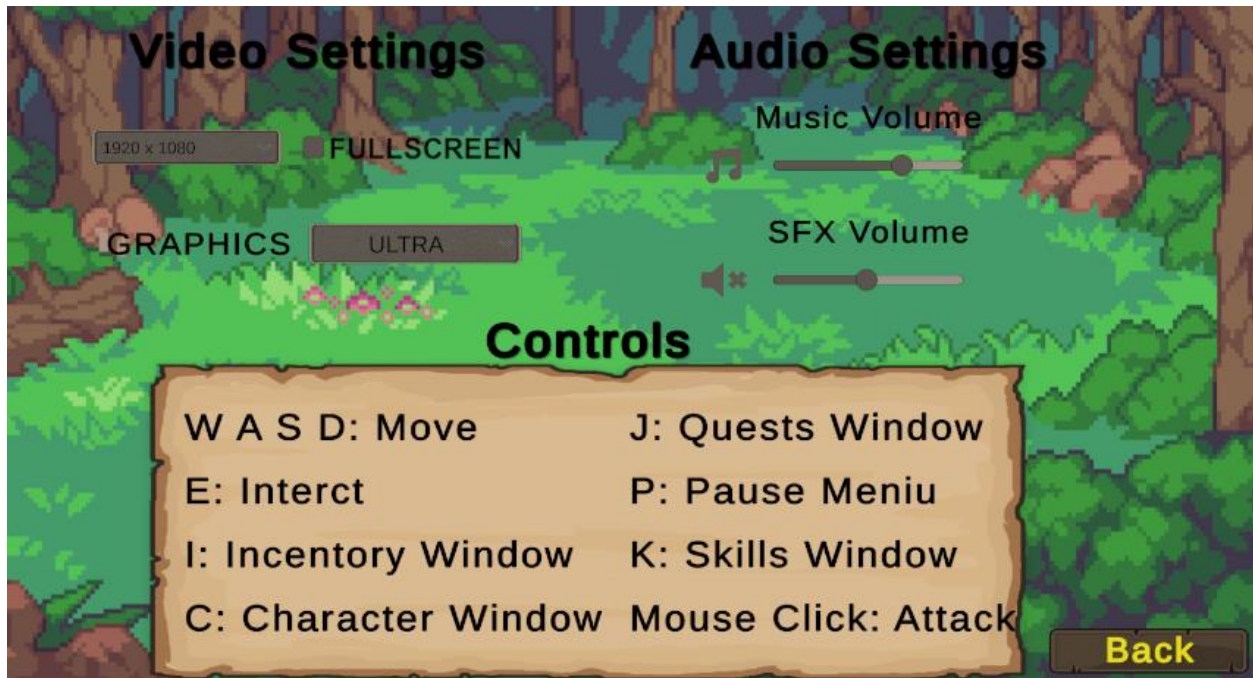 Video Settings
1920 x 1080
FULLSCREEN
GRAPHICS
ULTRA
Audio Settings
Music Volume
SFX Volume
Controls
W A S D: Move
E: Interct
I: Incentory Window
C: Character Window
J: Quests Window
P: Pause Meniu
K: Skills Window
Mouse Click: Attack
Back